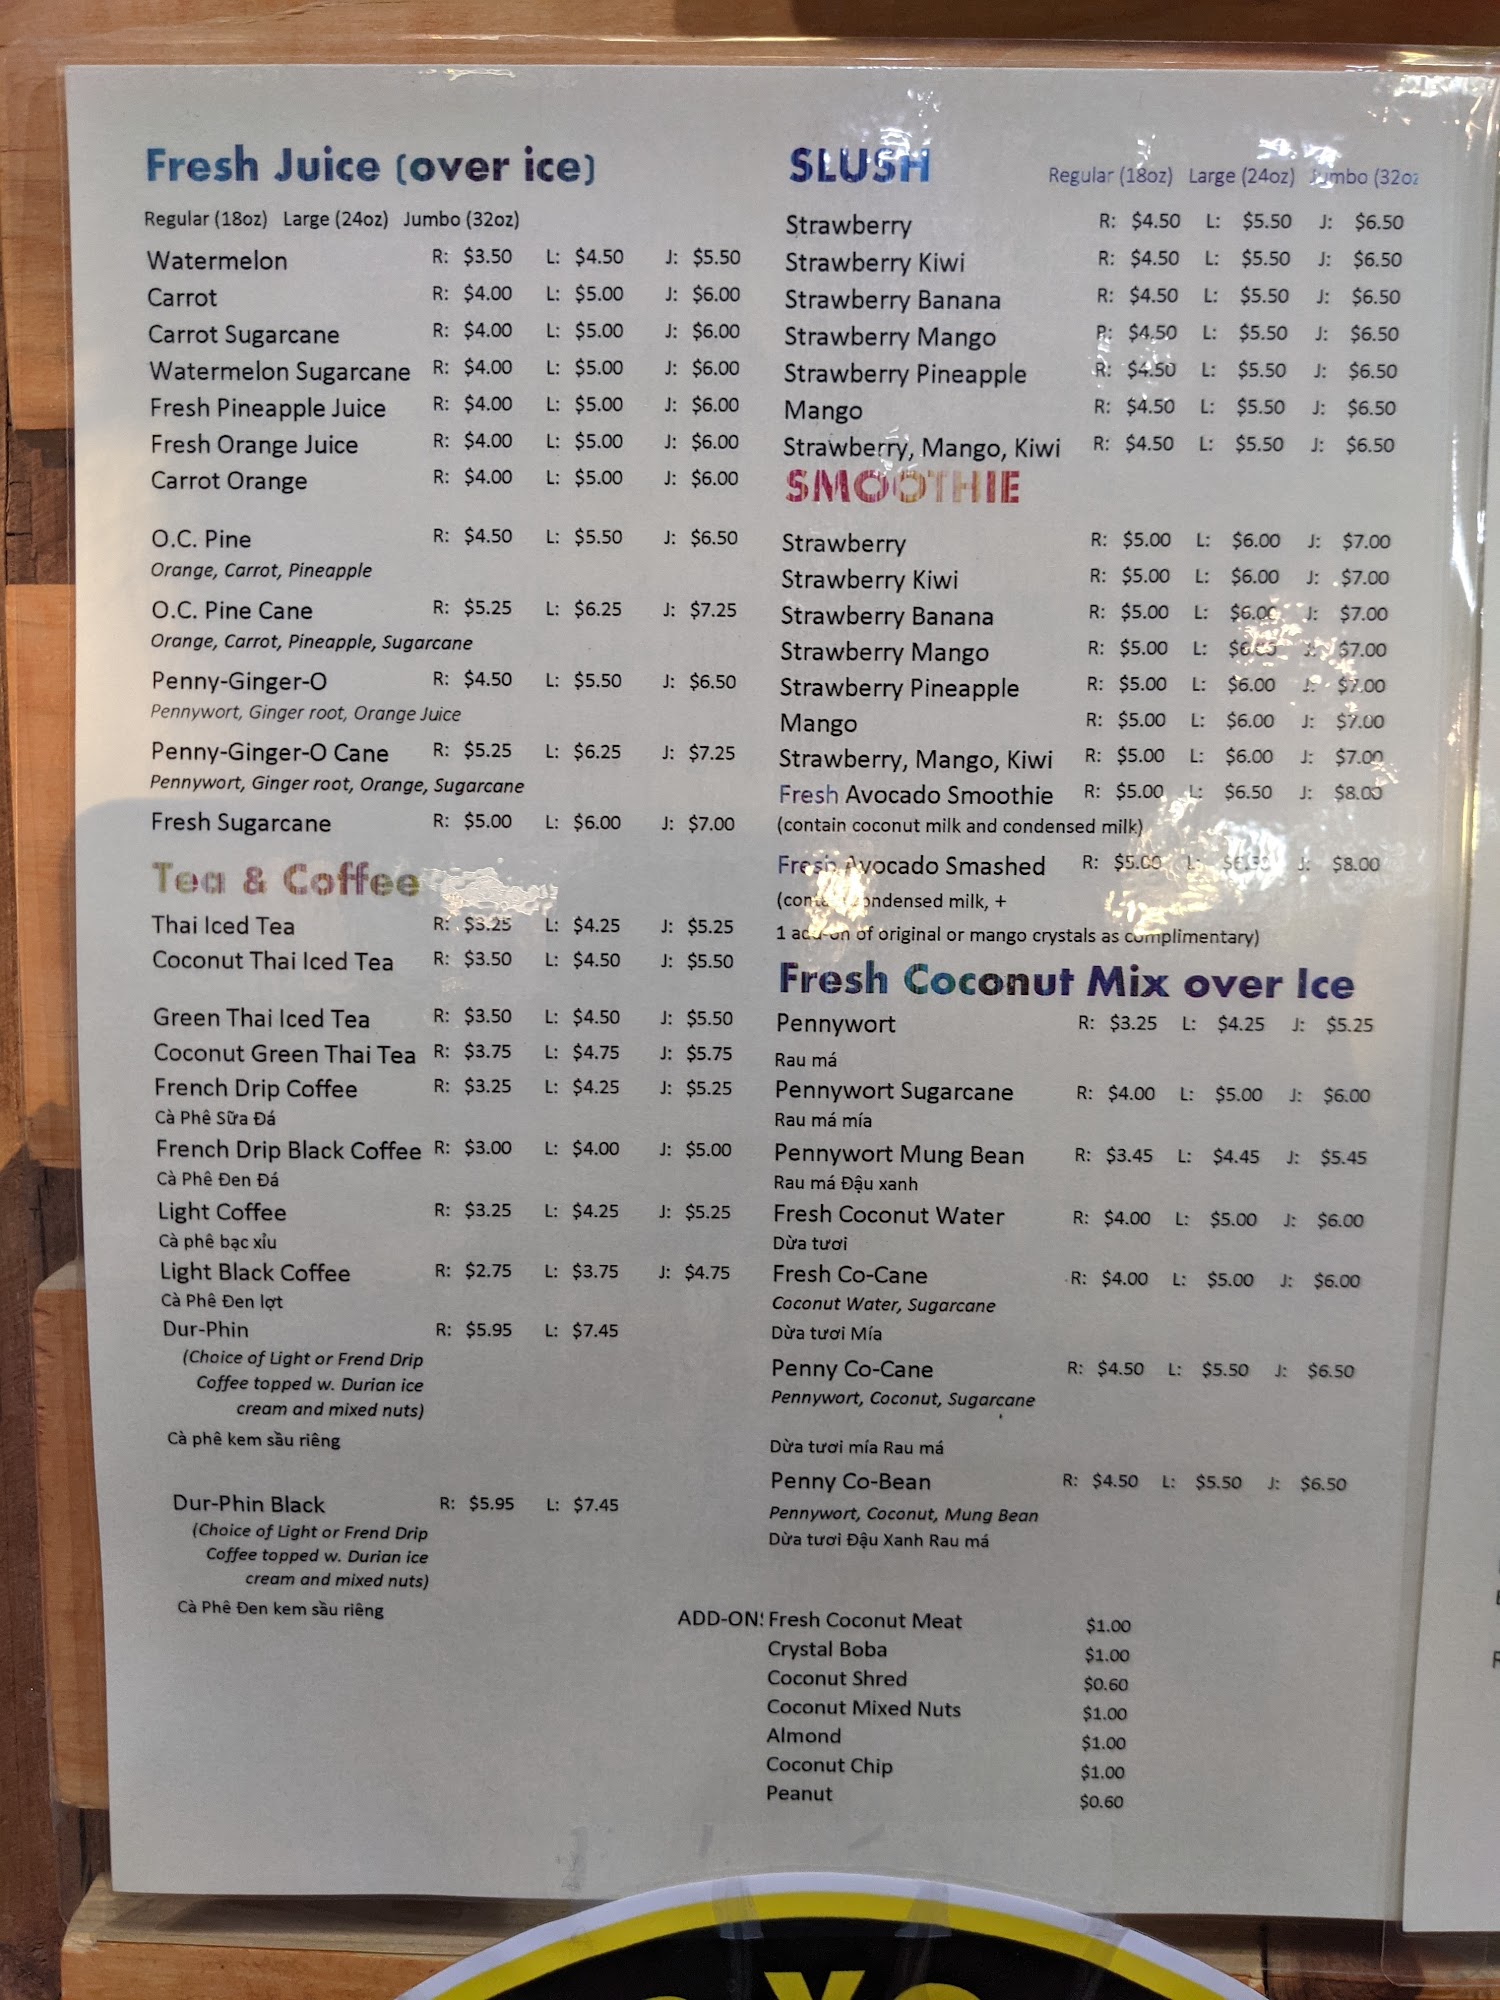 Fresh Juice (over ice)
Regular (18oz) Large (24oz) Jumbo (32oz)
Watermelon R: $3.50 L: $4.50 J: $5.50
Carrot R: $4.00 L: $5.00 J: $6.00
Carrot Sugarcane R: $4.00 L: $5.00 J: $6.00
Watermelon Sugarcane R: $4.00 L: $5.00 J: $6.00
Fresh Pineapple Juice R: $4.00 L: $5.00 J: $6.00
Fresh Orange Juice R: $4.00 L: $5.00 J: $6.00
Carrot Orange R: $4.00 L: $5.00 J: $6.00
O.C. Pine R: $4.50 L: $5.50 J: $6.50
Orange, Carrot, Pineapple
O.C. Pine Cane R: $5.25 L: $6.25 J: $7.25
Orange, Carrot, Pineapple, Sugarcane
Penny-Ginger-O R: $4.50 L: $5.50 J: $6.50
Pennywort, Ginger root, Orange Juice
Penny-Ginger-O Cane R: $5.25 L: $6.25 J: $7.25
Pennywort, Ginger root, Orange, Sugarcane
Fresh Sugarcane R: $5.00 L: $6.00 J: $7.00
Tea & Coffee
Thai Iced Tea R: $3.25 L: $4.25 J: $5.25
Coconut Thai Iced Tea R: $3.50 L: $4.50 J: $5.50
Green Thai Iced Tea R: $3.50 L: $4.50 J: $5.50
Coconut Green Thai Tea R: $3.75 L: $4.75 J: $5.75
French Drip Coffee R: $3.25 L: $4.25 J: $5.25
Cà Phê Sữa Đá
French Drip Black Coffee R: $3.00 L: $4.00 J: $5.00
Cà Phê Đen Đá
Light Coffee R: $3.25 L: $4.25 J: $5.25
Cà phê bạc xỉu
Light Black Coffee R: $2.75 L: $3.75 J: $4.75
Cà Phê Đen lợt
Dur-Phin R: $5.95 L: $7.45
(Choice of Light or Frend Drip
Coffee topped w. Durian ice
cream and mixed nuts)
Cà phê kem sầu riêng
Dur-Phin Black R: $5.95 L: $7.45
(Choice of Light or Frend Drip
Coffee topped w. Durian ice
cream and mixed nuts)
Cà Phê Đen kem sầu riêng
SLUSH Regular (18oz) Large (24oz) Jumbo (32oz
Strawberry R: $4.50 L: $5.50 J: $6.50
Strawberry Kiwi R: $4.50 L: $5.50 J: $6.50
Strawberry Banana R: $4.50 L: $5.50 J: $6.50
Strawberry Mango R: $4.50 L: $5.50 J: $6.50
Strawberry Pineapple R: $4.50 L: $5.50 J: $6.50
Mango R: $4.50 L: $5.50 J: $6.50
Strawberry, Mango, Kiwi R: $4.50 L: $5.50 J: $6.50
SMOOTHIE
Strawberry R: $5.00 L: $6.00 J: $7.00
Strawberry Kiwi R: $5.00 L: $6.00 J: $7.00
Strawberry Banana R: $5.00 L: $6.00 J: $7.00
Strawberry Mango R: $5.00 L: J: $7.00
Strawberry Pineapple R: $5.00 L: $6.00 J: $7.00
Mango R: $5.00 L: $6.00 J: $7.00
Strawberry, Mango, Kiwi R: $5.00 L: $6.00 J: $7.00
Fresh Avocado Smoothie R: $5.00 L: $6.50 J: $8.00
(contain coconut milk and condensed milk)
Fresh Avocado Smashed R: $5.00 L: J: $8.00
condensed milk, +
1 add-on of original or mango crystals as complimentary)
Fresh Coconut Mix over Ice
Pennywort R: $3.25 L: $4.25 J: $5.25
Rau má
Pennywort Sugarcane R: $4.00 L: $5.00 J: $6.00
Rau má mía
Pennywort Mung Bean R: $3.45 L: $4.45 J: $5.45
Rau má Đậu xanh
Fresh Coconut Water R: $4.00 L: $5.00 J: $6.00
Dừa tươi
Fresh Co-Cane R: $4.00 L: $5.00 J: $6.00
Coconut Water, Sugarcane
Dừa tươi Mía
Penny Co-Cane R: $4.50 L: $5.50 J: $6.50
Pennywort, Coconut, Sugarcane
Dừa tươi mía Rau má
Penny Co-Bean R: $4.50 L: $5.50 J: $6.50
Pennywort, Coconut, Mung Bean
Dừa tươi Đậu Xanh Rau má
ADD-ON: Fresh Coconut Meat $1.00
Crystal Boba $1.00
Coconut Shred $0.60
Coconut Mixed Nuts $1.00
Almond $1.00
Coconut Chip $1.00
Peanut $0.60